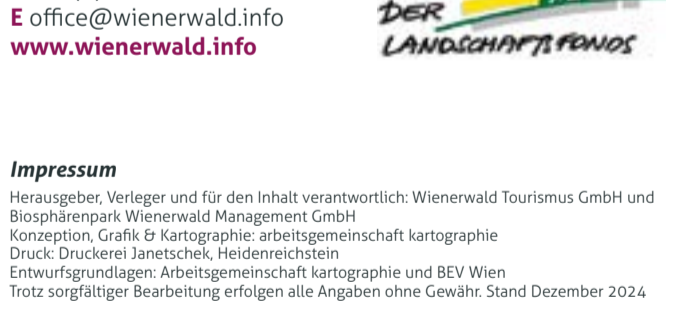 E office@wienerwald.info
www.wienerwald.info
DER
LANDSCHAFTSFONDS
Impressum
Herausgeber, Verleger und für den Inhalt verantwortlich: Wienerwald Tourismus GmbH und
Biosphärenpark Wienerwald Management GmbH
Konzeption, Grafik & Kartographie: arbeitsgemeinschaft kartographie
Druck: Druckerei Janetschek, Heidenreichstein
Entwurfsgrundlagen: Arbeitsgemeinschaft kartographie und BEV Wien
Trotz sorgfältiger Bearbeitung erfolgen alle Angaben ohne Gewähr. Stand Dezember 2024